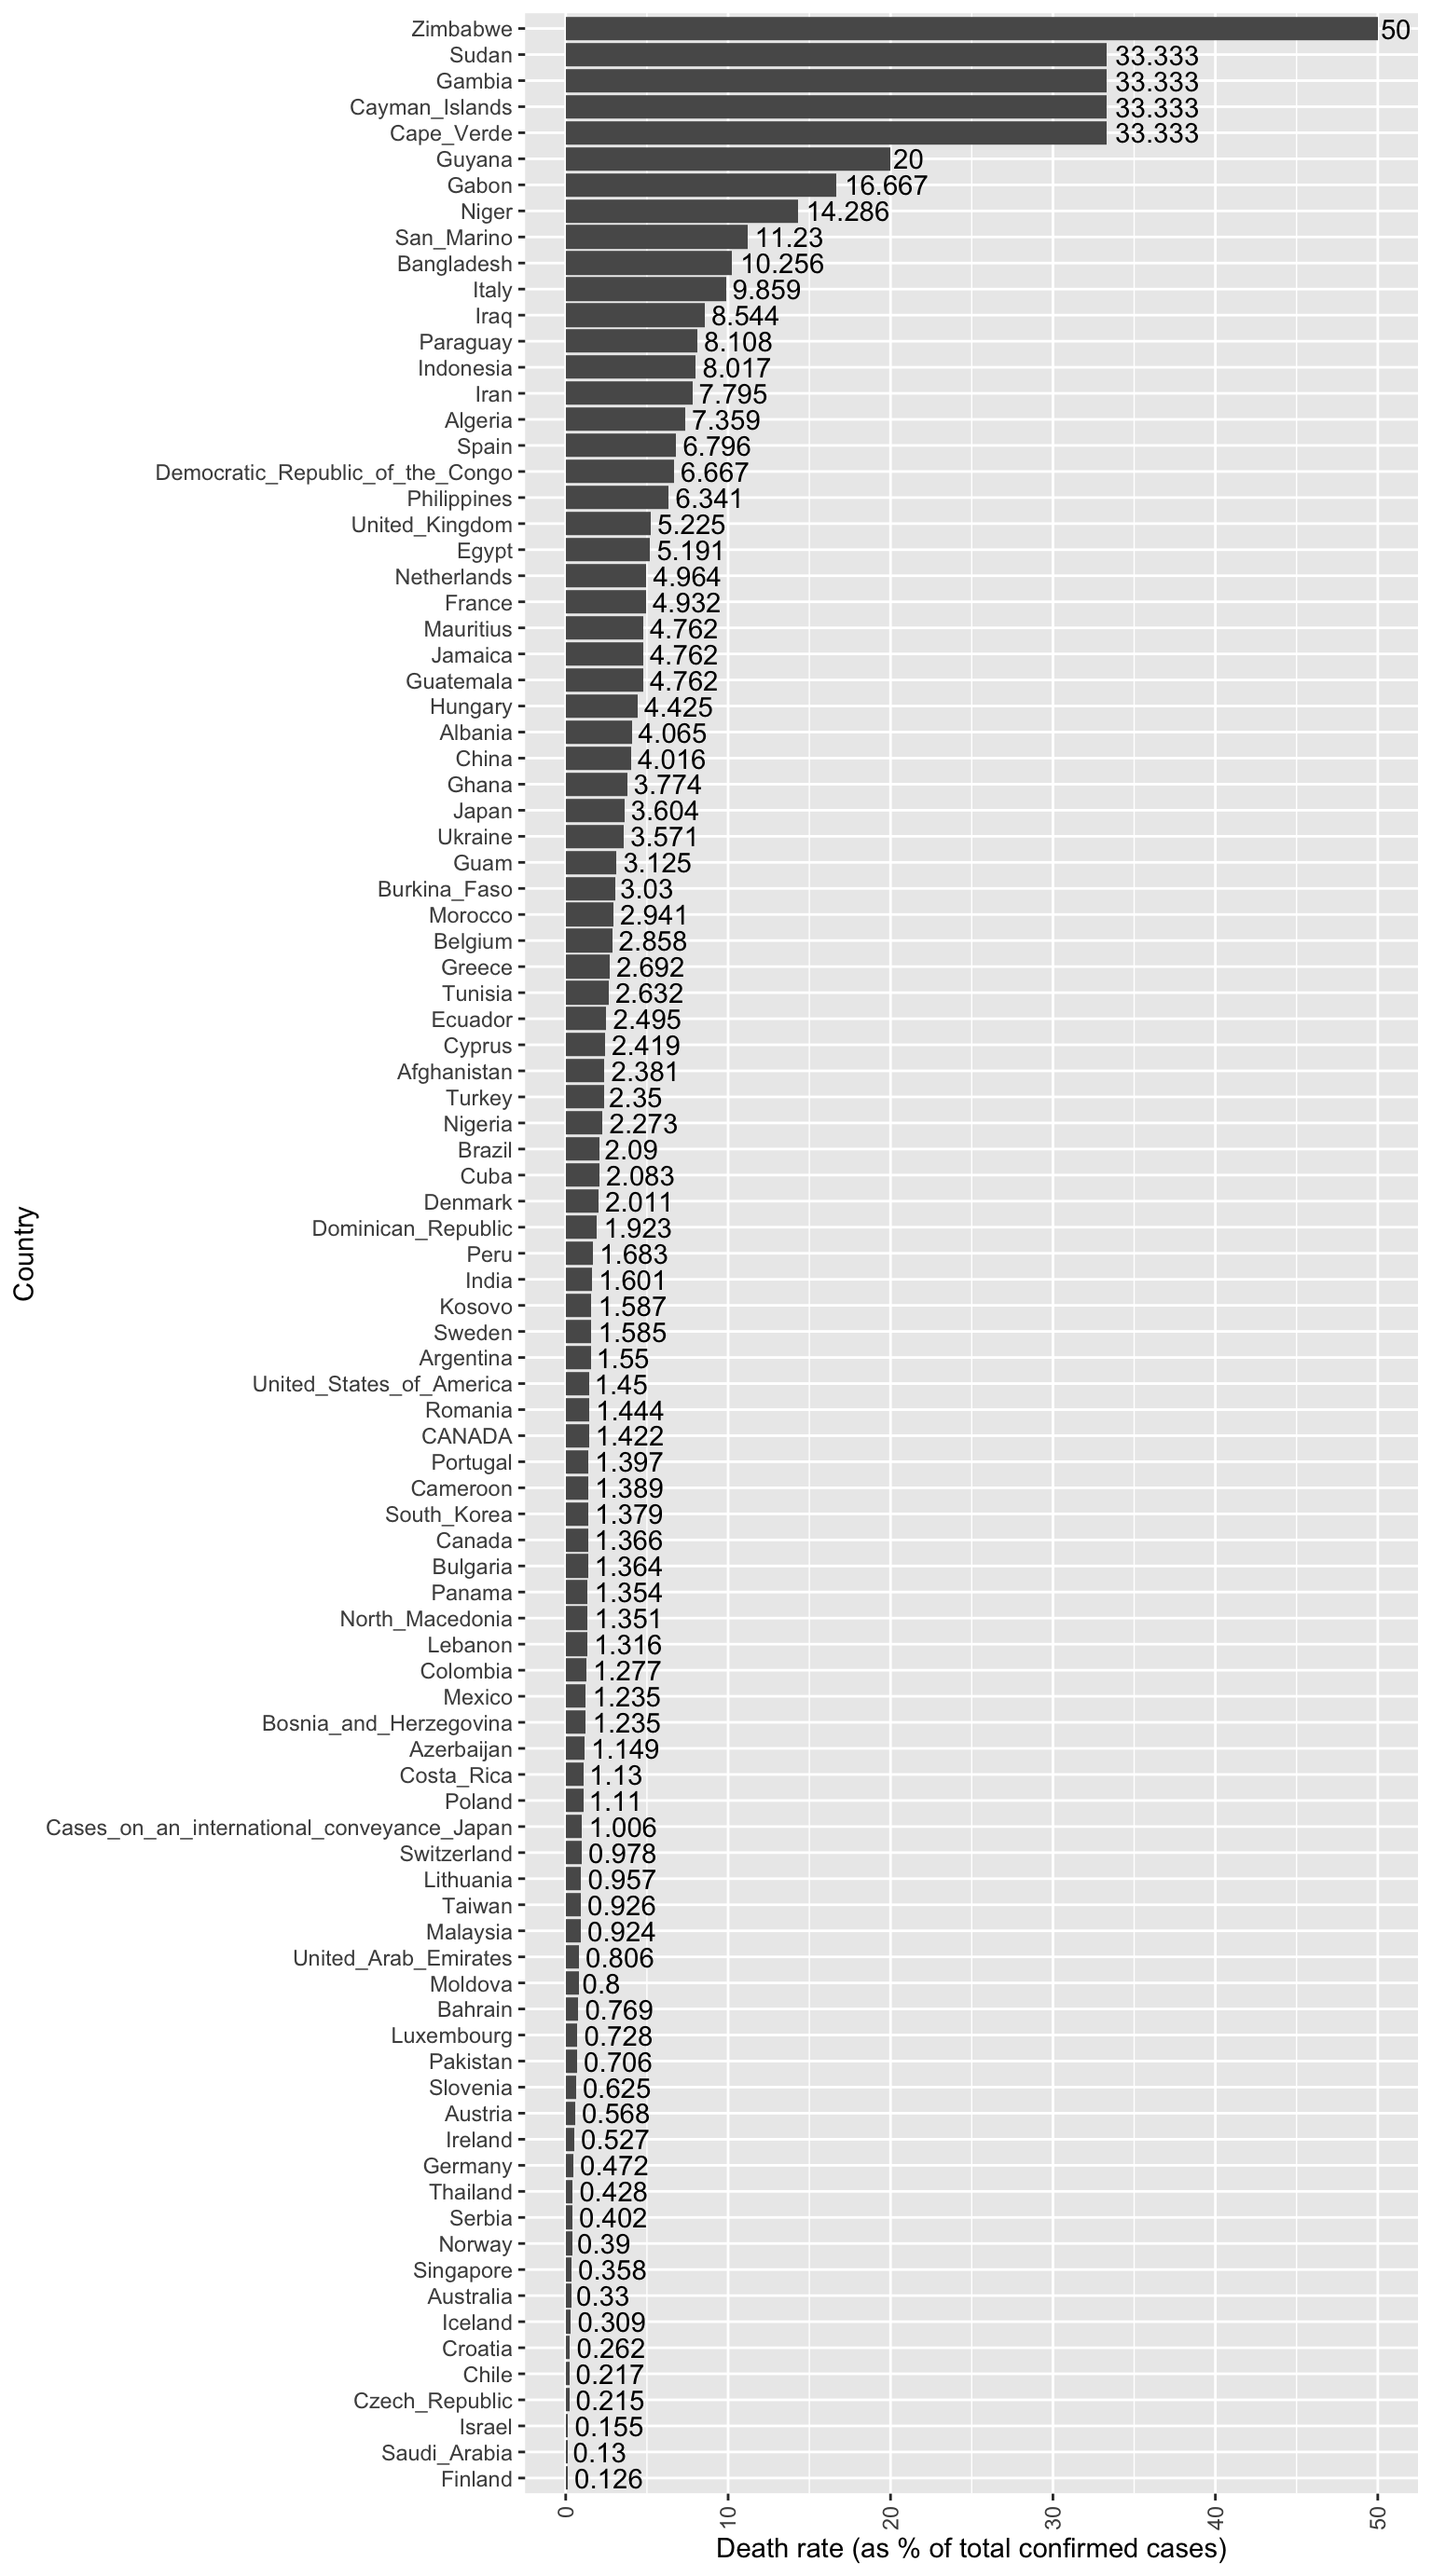 Country
Zimbabwe 50
Sudan 33.333
Gambia 33.333
Cayman_Islands 33.333
Cape_Verde 33.333
Guyana 20
Gabon 16.667
Niger 14.286
San_Marino 11.23
Bangladesh 10.256
Italy 9.859
Iraq 8.544
Paraguay 8.108
Indonesia 8.017
Iran 7.795
Algeria 7.359
Spain 6.796
Democratic_Republic_of_the_Congo 6.667
Philippines 6.341
United_Kingdom 5.225
Egypt 5.191
Netherlands 4.964
France 4.932
Mauritius 4.762
Jamaica 4.762
Guatemala 4.762
Hungary 4.425
Albania 4.065
China 4.016
Ghana 3.774
Japan 3.604
Ukraine 3.571
Guam 3.125
Burkina_Faso 3.03
Morocco 2.941
Belgium 2.858
Greece 2.692
Tunisia 2.632
Ecuador 2.495
Cyprus 2.419
Afghanistan 2.381
Turkey 2.35
Nigeria 2.273
Brazil 2.09
Cuba 2.083
Denmark 2.011
Dominican_Republic 1.923
Peru 1.683
India 1.601
Kosovo 1.587
Sweden 1.585
Argentina 1.55
United_States_of_America 1.45
Romania 1.444
CANADA 1.422
Portugal 1.397
Cameroon 1.389
South_Korea 1.379
Canada 1.366
Bulgaria 1.364
Panama 1.354
North_Macedonia 1.351
Lebanon 1.316
Colombia 1.277
Mexico 1.235
Bosnia_and_Herzegovina 1.235
Azerbaijan 1.149
Costa_Rica 1.13
Poland 1.11
Cases_on_an_international_conveyance_Japan 1.006
Switzerland 0.978
Lithuania 0.957
Taiwan 0.926
Malaysia 0.924
United_Arab_Emirates 0.806
Moldova 0.8
Bahrain 0.769
Luxembourg 0.728
Pakistan 0.706
Slovenia 0.625
Austria 0.568
Ireland 0.527
Germany 0.472
Thailand 0.428
Serbia 0.402
Norway 0.39
Singapore 0.358
Australia 0.33
Iceland 0.309
Croatia 0.262
Chile 0.217
Czech_Republic 0.215
Israel 0.155
Saudi_Arabia 0.13
Finland 0.126
0 10 20 30 40 50
Death rate (as % of total confirmed cases)